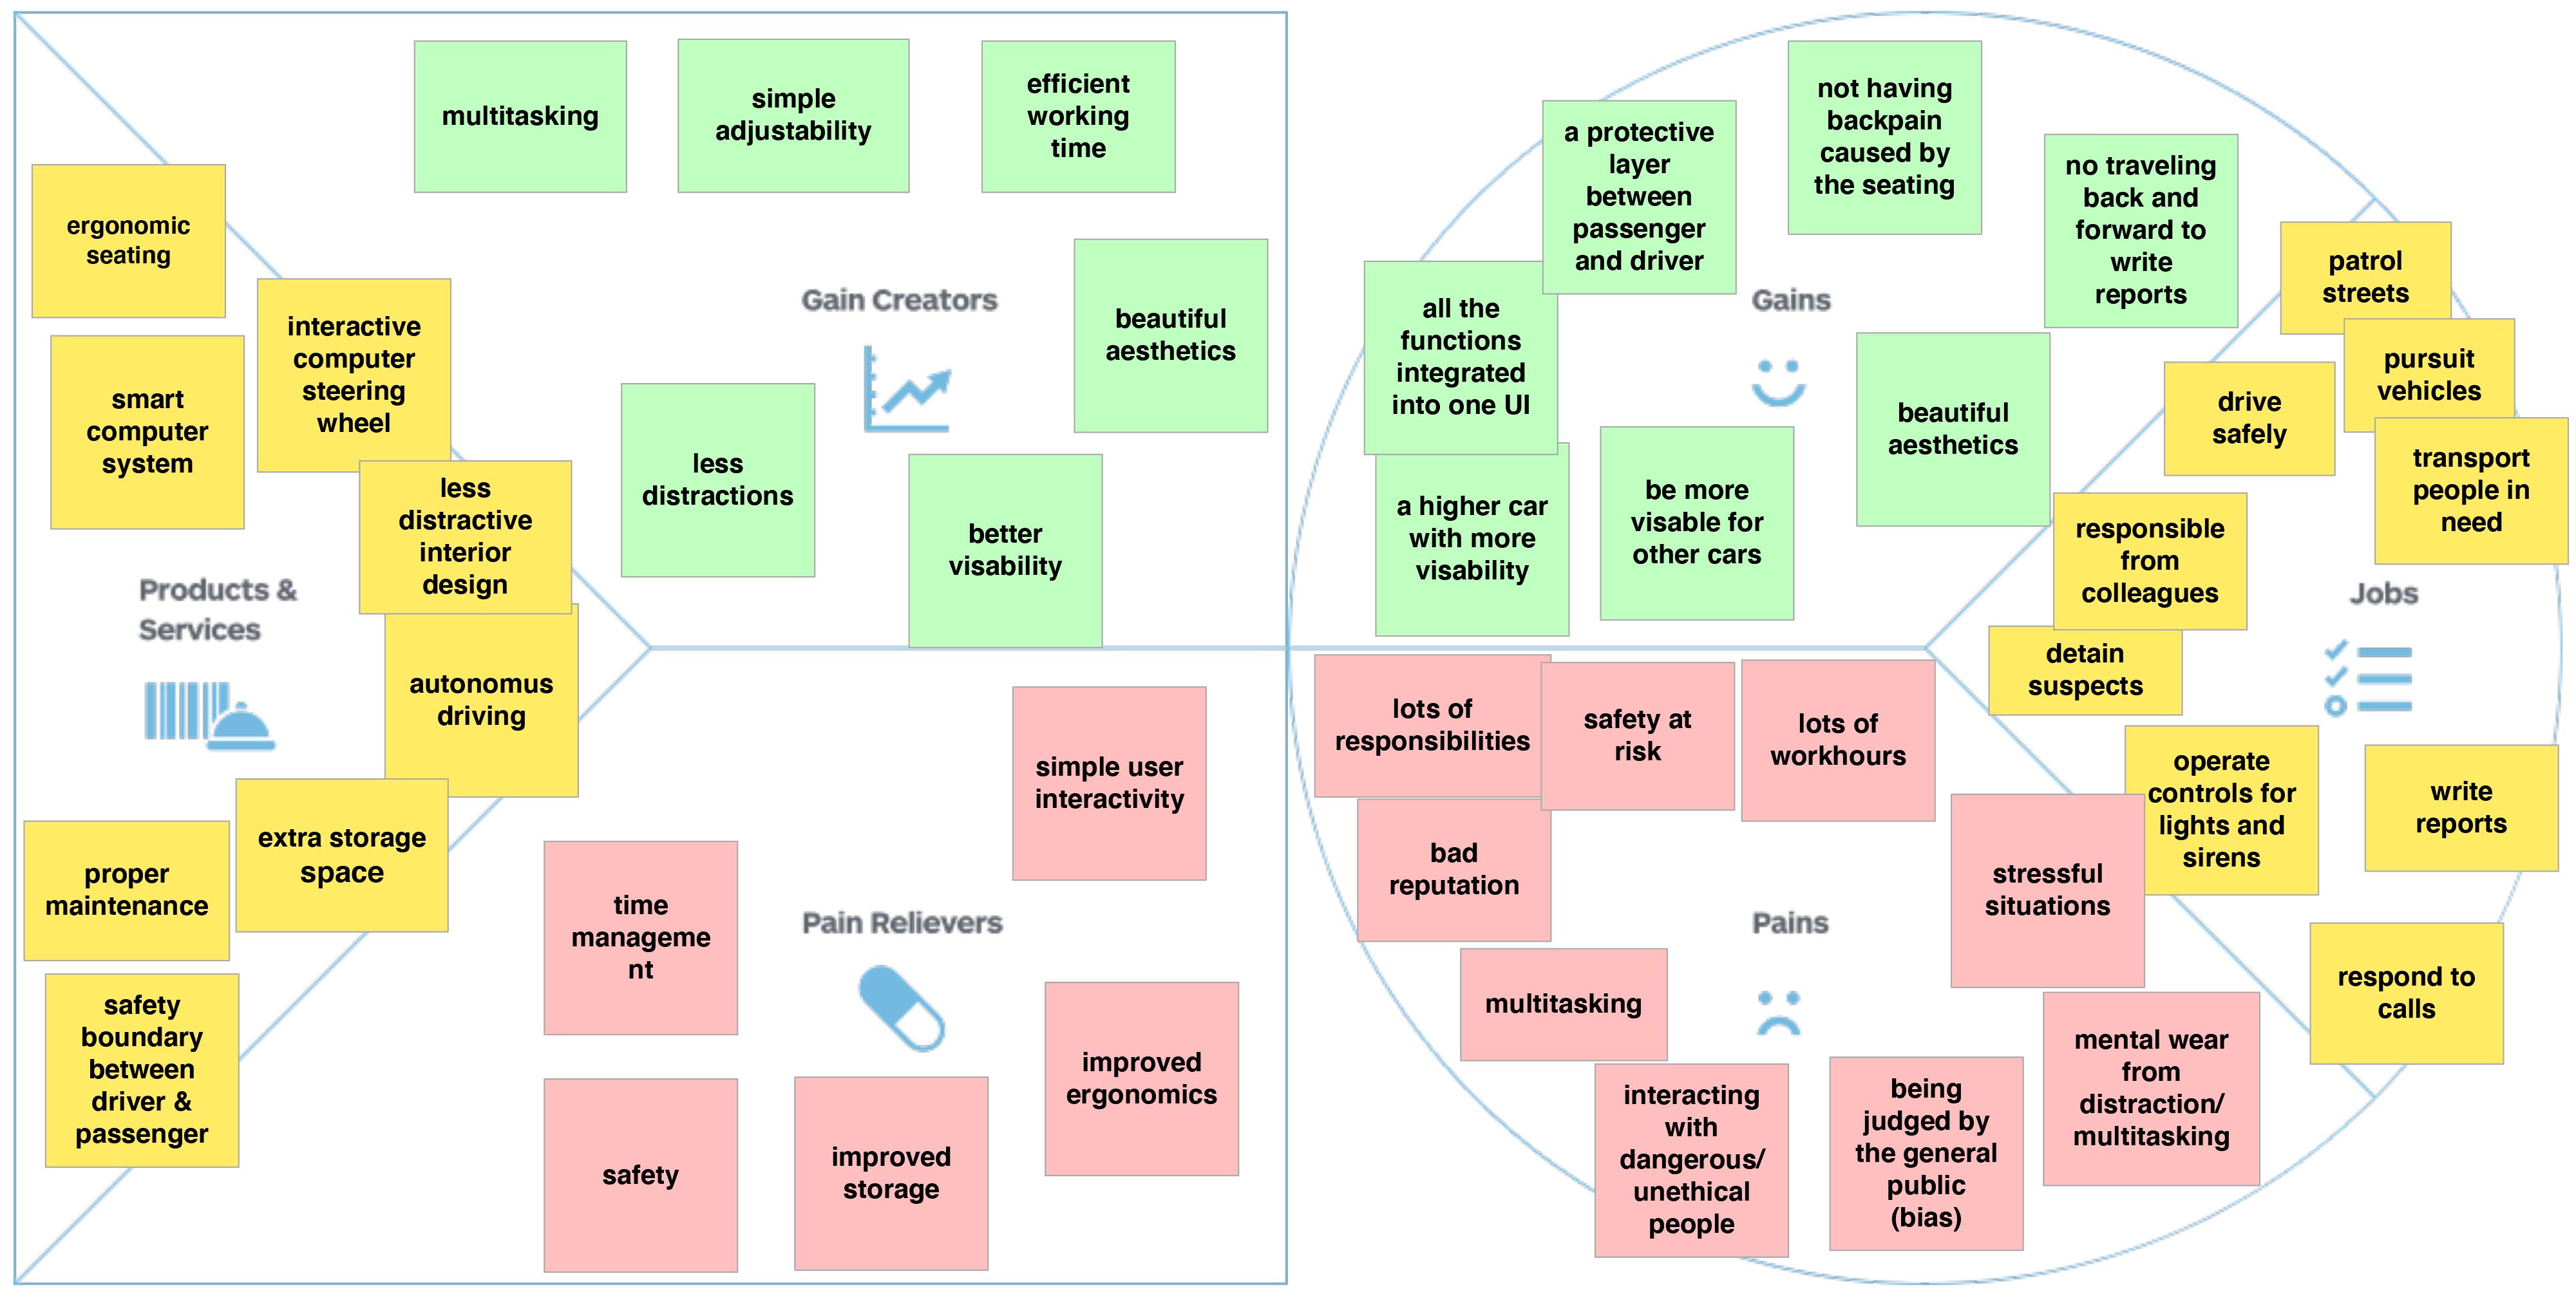 multitasking
simple
adjustability
efficient
working
time
ergonomic
seating
interactive
computer
steering
wheel
smart
computer
system
less
distractive
interior
design
Products &
Services
autonomus
driving
extra storage
space
proper
maintenance
safety
boundary
between
driver &
passenger
Gain Creators
beautiful
aesthetics
less
distractions
better
visability
simple user
interactivity
time
manageme
nt
Pain Relievers
improved
ergonomics
safety
improved
storage
not having
backpain
caused by
the seating
a protective
layer
between
passenger
and driver
no traveling
back and
forward to
write
reports
all the
functions
integrated
into one UI
Gains
beautiful
aesthetics
a higher car
with more
visability
be more
visable for
other cars
patrol
streets
pursuit
vehicles
drive
safely
transport
people in
need
responsible
from
colleagues
Jobs
detain
suspects
operate
controls for
lights and
sirens
write
reports
respond to
calls
lots of
responsibilities
safety at
risk
lots of
workhours
bad
reputation
stressful
situations
Pains
multitasking
mental wear
from
distraction/
multitasking
interacting
with
dangerous/
unethical
people
being
judged by
the general
public
(bias)